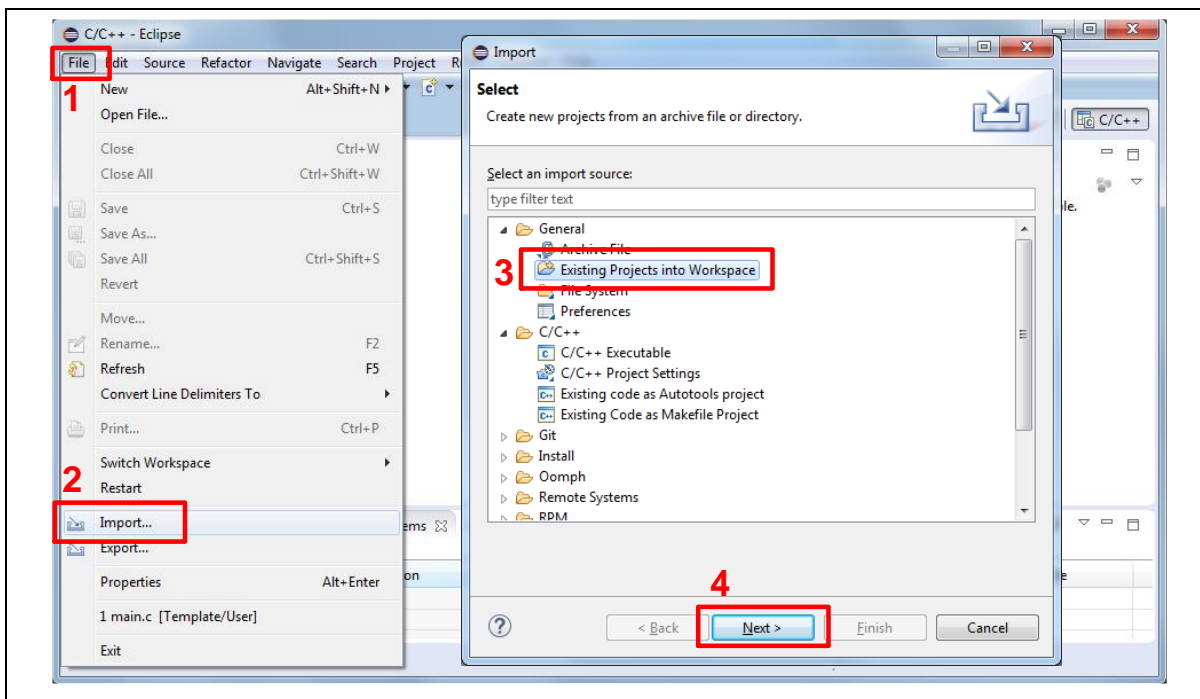 C/C++ - Eclipse
File Edit Source Refactor Navigate Search Project
1
New Alt+Shift+N
Open File...
Close Ctrl+W
Close All Ctrl+Shift+W
Save Ctrl+S
Save As...
Save All Ctrl+Shift+S
Revert
Move...
Rename... F2
Refresh F5
Convert Line Delimiters To
Print... Ctrl+P
Switch Workspace
2
Restart
Import...
Export...
Properties Alt+Enter
1 main.c [Template/User]
Exit
C/C++
Import
Select
Create new projects from an archive file or directory.
Select an import source:
type filter text
General
Archive File
3
Existing Projects into Workspace
File System
Preferences
C/C++
C/C++ Executable
C/C++ Project Settings
Existing code as Autotools project
Existing Code as Makefile Project
Git
Install
Oomph
Remote Systems
RPM
4
< Back Next > Finish Cancel